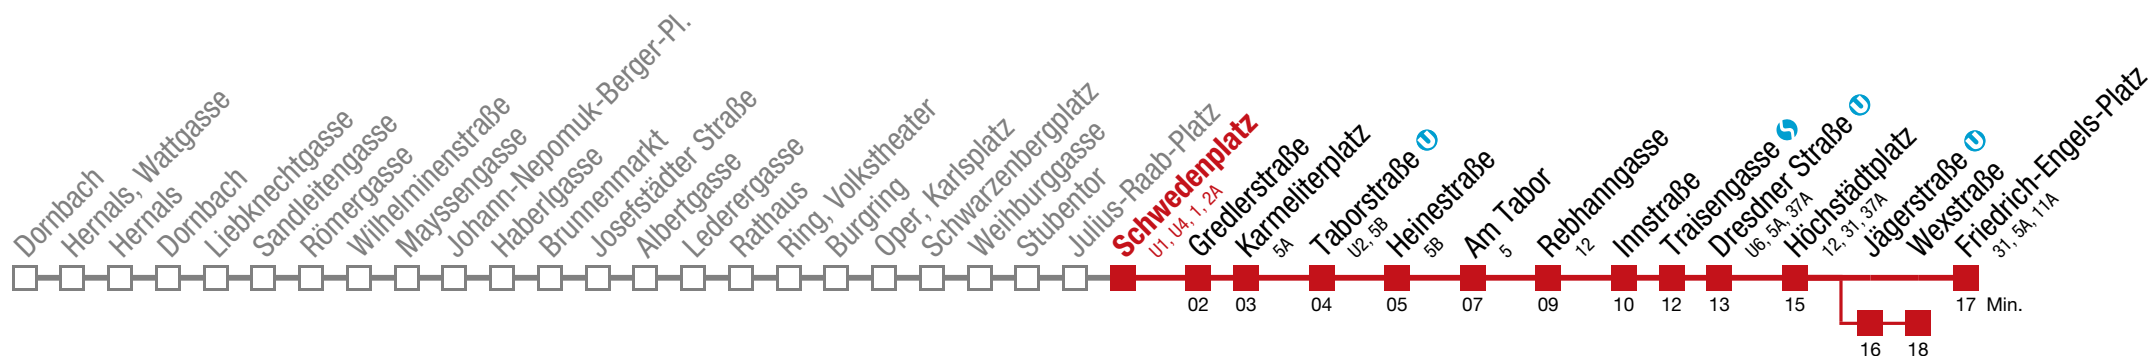 Dornbach
Hernals, Wattgasse
Hernals
Dornbach
Liebknechtgasse
Sandleitengasse
Römergasse
Wilhelminenstraße
Mayssengasse
Johann-Nepomuk-Berger-Pl.
Haberlgasse
Brunnenmarkt
Josefstädter Straße
Albertgasse
Lederergasse
Rathaus
Ring, Volkstheater
Burgring
Oper, Karlsplatz
Schwarzenbergplatz
Weihburggasse
Stubentor
Julius-Raab-Platz
Schwedenplatz
U1, U4, 1, 2A
Gredlerstraße
Karmeliterplatz
5A
Taborstraße U
U2, 5B
Heinestraße
5B
Am Tabor
5
Rebhanngasse
12
Innstraße
Traisengasse S
Dresdner Straße U
U6, 5A, 37A
Höchstädtplatz
12, 31, 37A
Jägerstraße U
Wexstraße
Friedrich-Engels-Platz
31, 5A, 11A
02 03 04 05 07 09 10 12 13 15 17 Min.
16 18